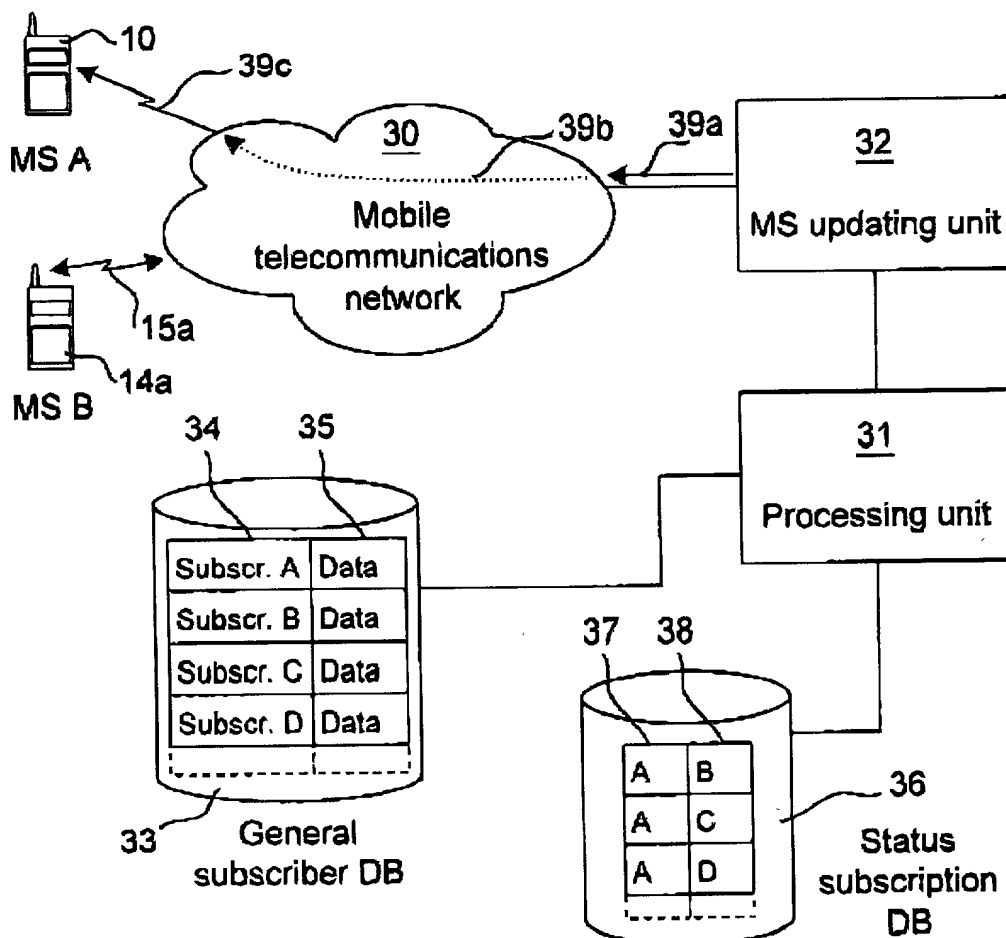 10
39c
MS A
30
39b
39a
32
MS updating unit
Mobile
telecommunications
network
15a
14a
MS B
34
35
31
Processing unit
Subscr. A Data
Subscr. B Data
Subscr. C Data
Subscr. D Data
37
38
A B
A C
A D
33
General
subscriber DB
36
Status
subscription
DB